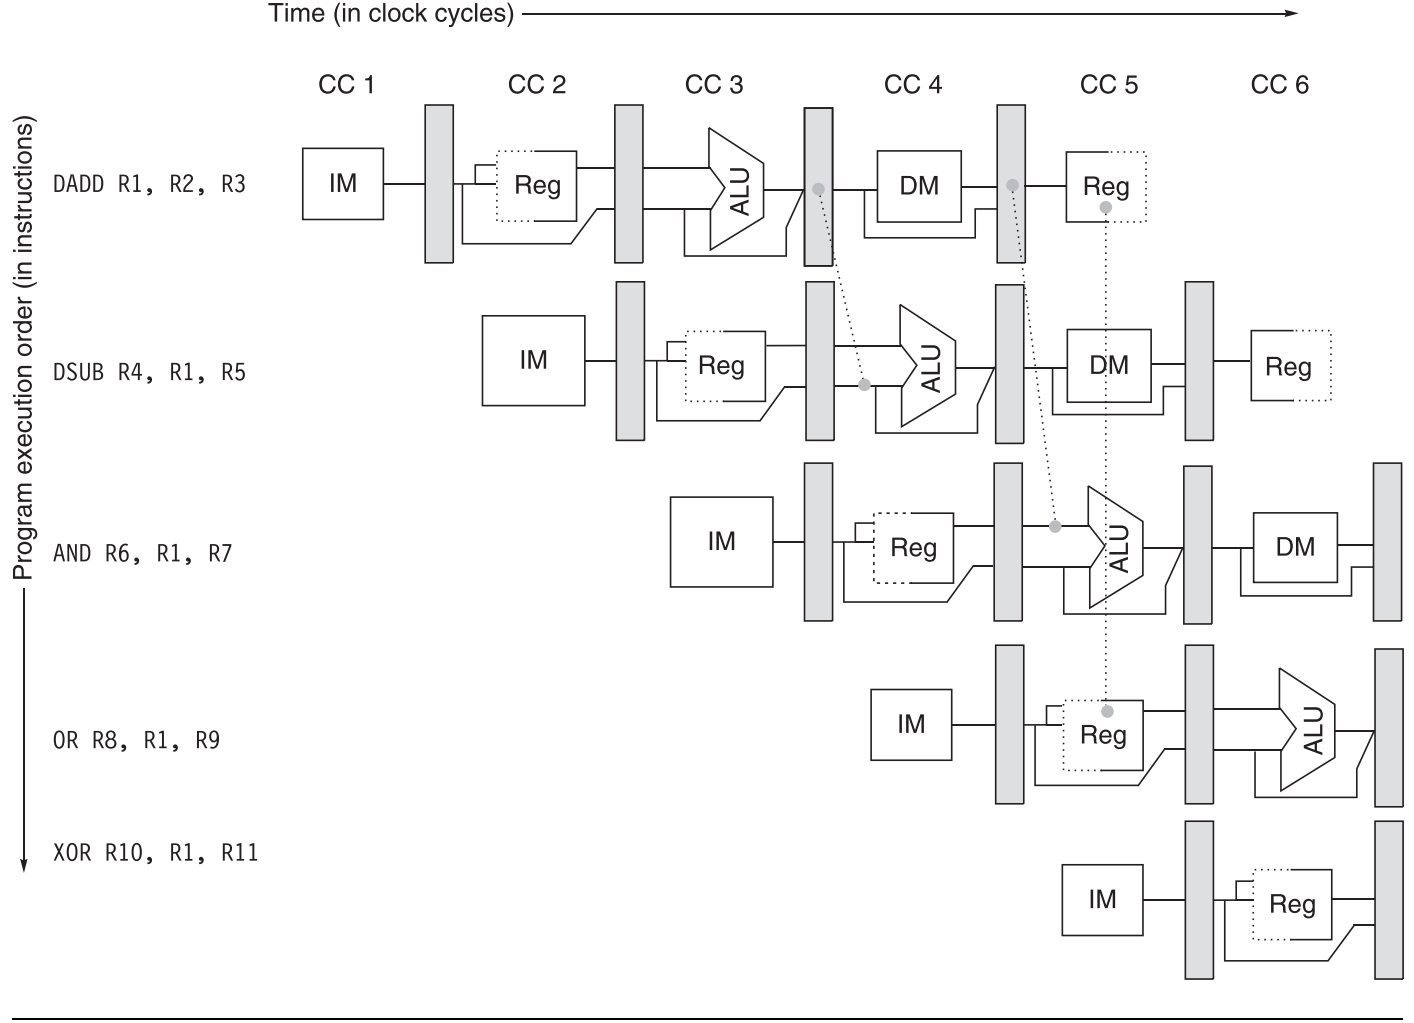 Time (in clock cycles)
CC 1 CC 2 CC 3 CC 4 CC 5 CC 6
Program execution order (in instructions)
DADD R1, R2, R3
IM Reg ALU DM Reg
DSUB R4, R1, R5
IM Reg ALU DM Reg
AND R6, R1, R7
IM Reg ALU DM
OR R8, R1, R9
IM Reg ALU
XOR R10, R1, R11
IM Reg